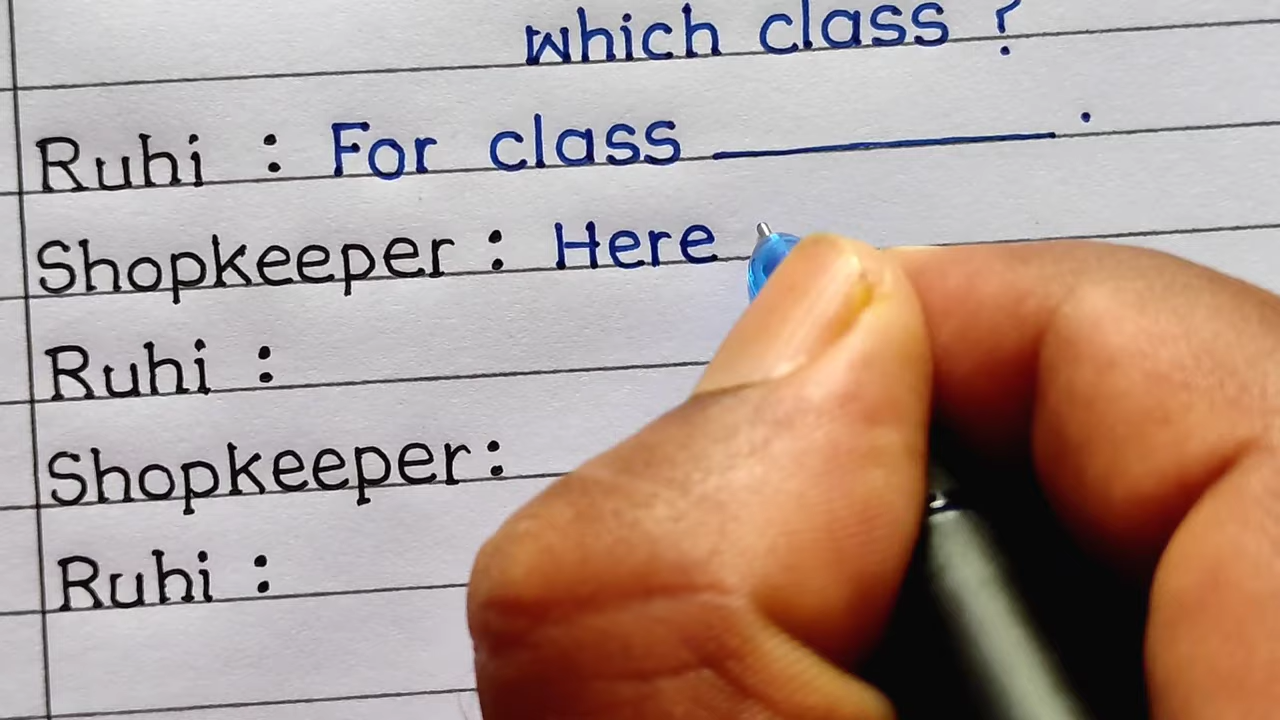 which class ?
Ruhi : For class ________ .
Shopkeeper : Here
Ruhi :
Shopkeeper:
Ruhi :